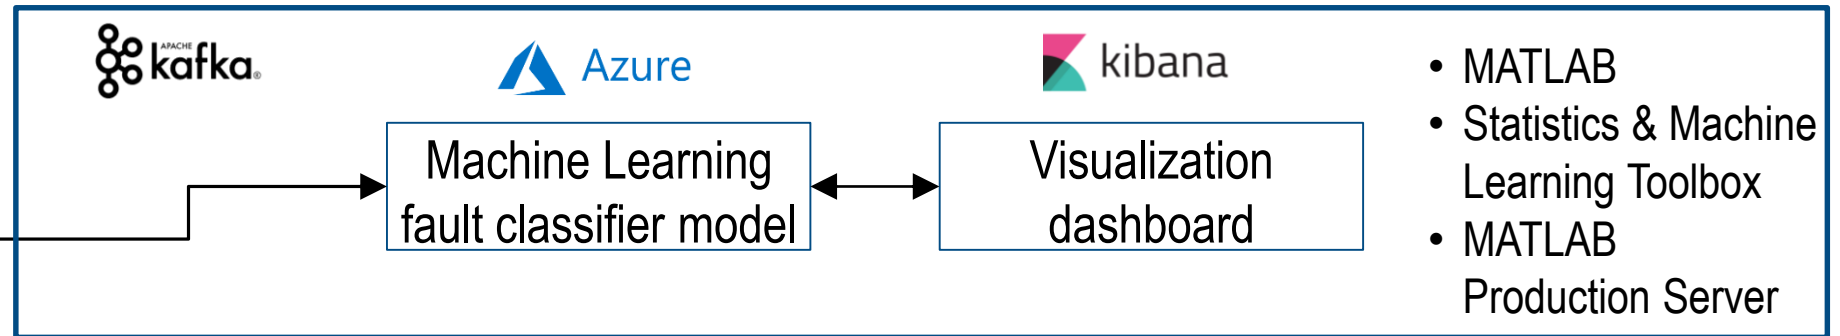 APACHE
kafka®
Azure
kibana
Machine Learning
fault classifier model
Visualization
dashboard
• MATLAB
• Statistics & Machine
Learning Toolbox
• MATLAB
Production Server